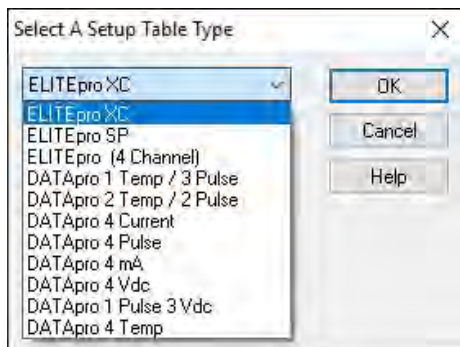 Select A Setup Table Type
ELITEpro XC
OK
ELITEpro XC
ELITEpro SP
Cancel
ELITEpro (4 Channel)
DATApro 1 Temp / 3 Pulse
Help
DATApro 2 Temp / 2 Pulse
DATApro 4 Current
DATApro 4 Pulse
DATApro 4 mA
DATApro 4 Vdc
DATApro 1 Pulse 3 Vdc
DATApro 4 Temp